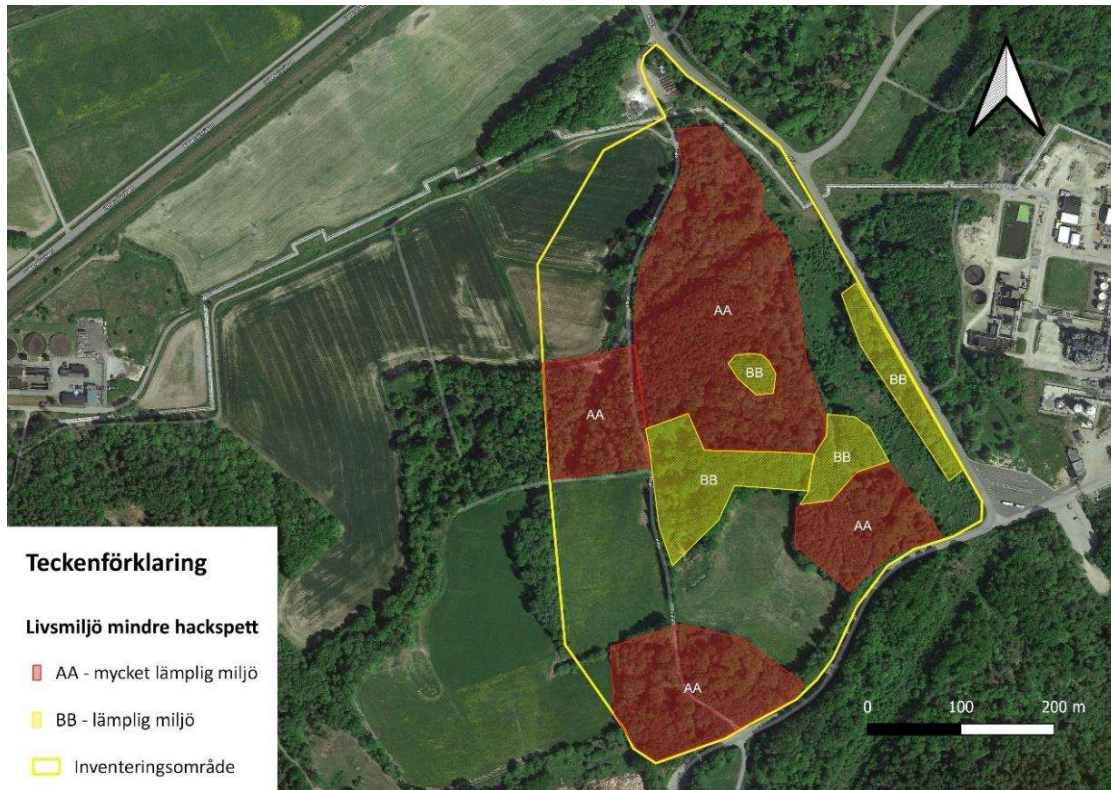 AA
BB
BB
AA
BB
BB
AA
AA
Teckenförklaring
Livsmiljö mindre hackspett
AA - mycket lämplig miljö
BB - lämplig miljö
Inventeringsområde
0 100 200 m